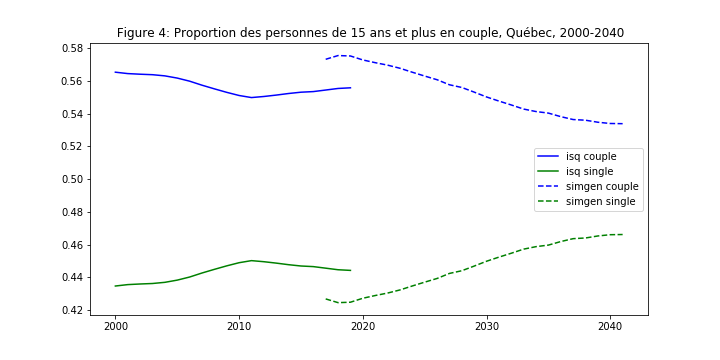 Figure 4: Proportion des personnes de 15 ans et plus en couple, Québec, 2000-2040
0.58
0.56
0.54
0.52
0.50
0.48
0.46
0.44
0.42
isq couple
isq single
simgen couple
simgen single
2000
2010
2020
2030
2040